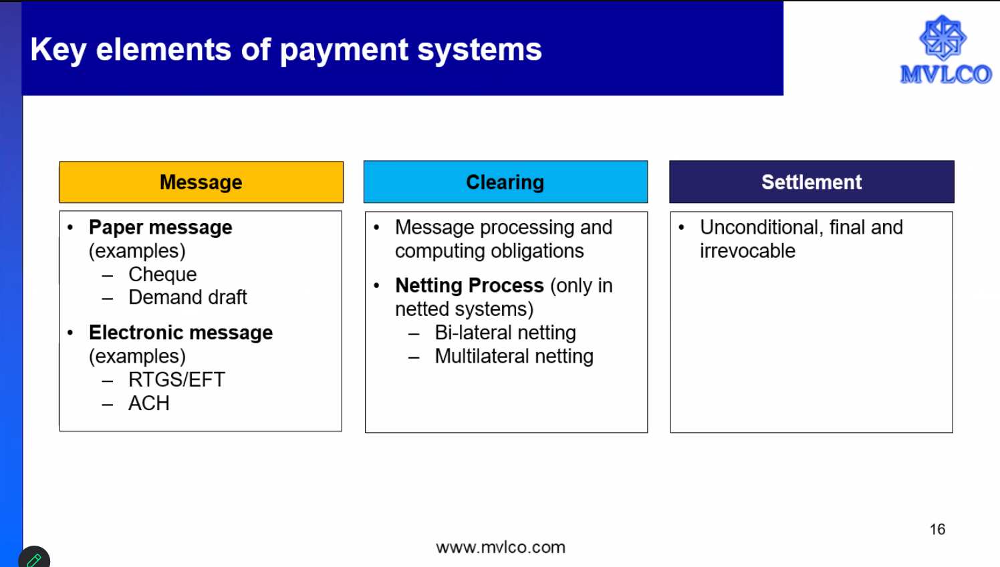 Key elements of payment systems
MVLCO
Message
• Paper message
(examples)
– Cheque
– Demand draft
• Electronic message
(examples)
– RTGS/EFT
– ACH
Clearing
• Message processing and
computing obligations
• Netting Process (only in
netted systems)
– Bi-lateral netting
– Multilateral netting
Settlement
• Unconditional, final and
irrevocable
16
www.mvlco.com